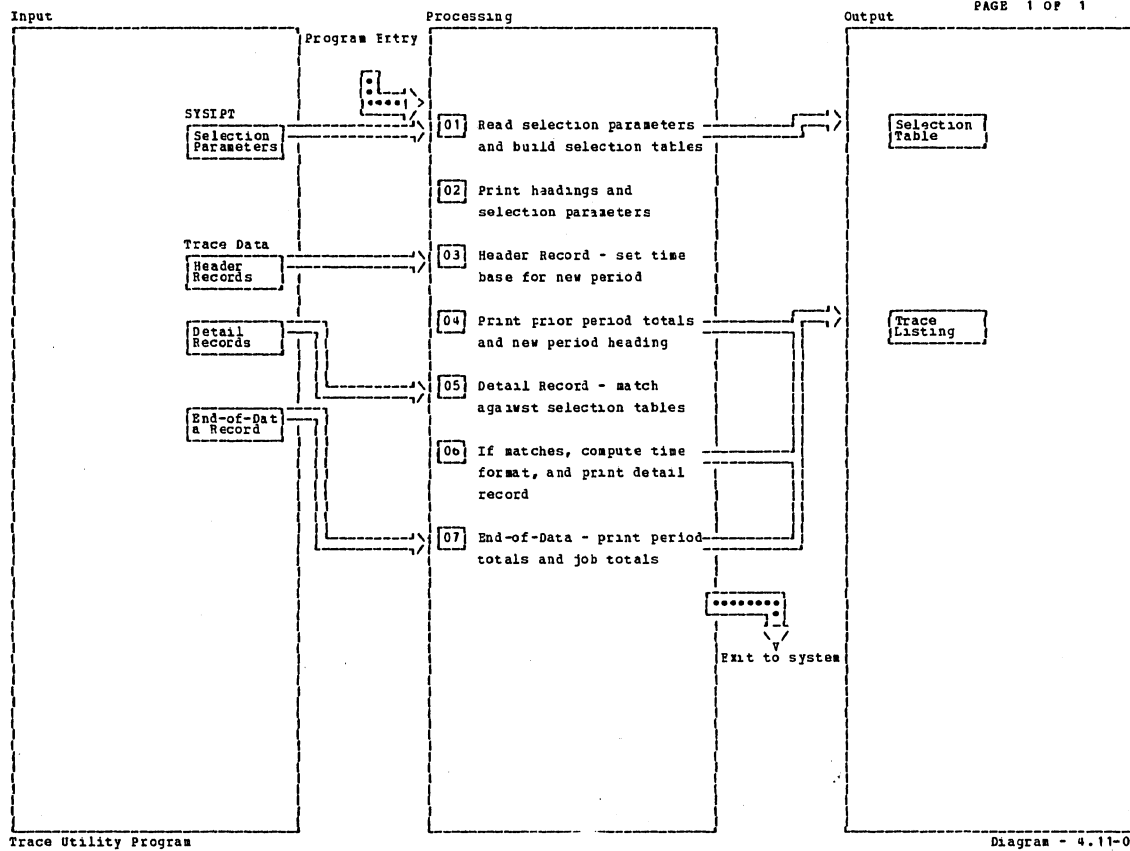 PAGE 1 OF 1
Input
Processing
Output
Program Entry
SYSIPT
Selection
Parameters
01 Read selection parameters
and build selection tables
Selection
Table
02 Print headings and
selection parameters
Trace Data
Header
Records
03 Header Record - set time
base for new period
Detail
Records
04 Print prior period totals
and new period heading
Trace
Listing
05 Detail Record - match
against selection tables
End-of-Dat
a Record
06 If matches, compute time
format, and print detail
record
07 End-of-Data - print period
totals and job totals
Exit to system
Trace Utility Program
Diagram - 4.11-0